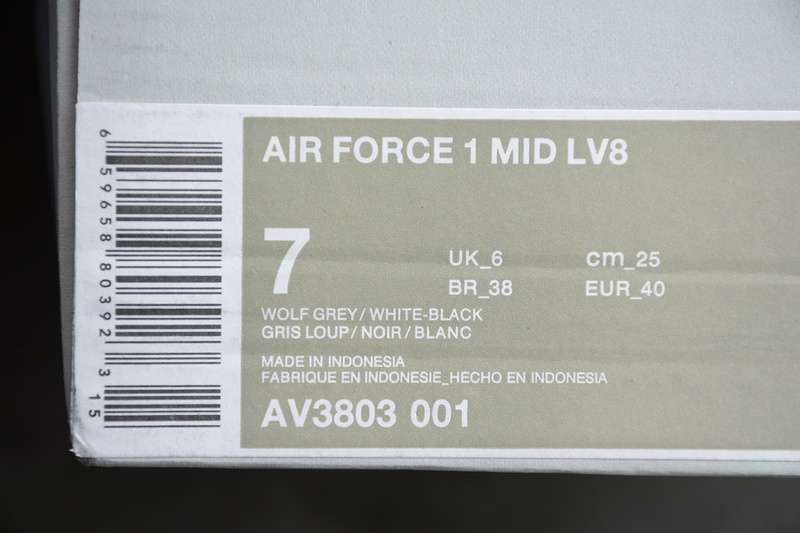 AIR FORCE 1 MID LV8
7
UK_6 cm_25
BR_38 EUR_40
WOLF GREY / WHITE-BLACK
GRIS LOUP / NOIR / BLANC
MADE IN INDONESIA
FABRIQUE EN INDONESIE_HECHO EN INDONESIA
AV3803 001
6 59658 80392 3 15